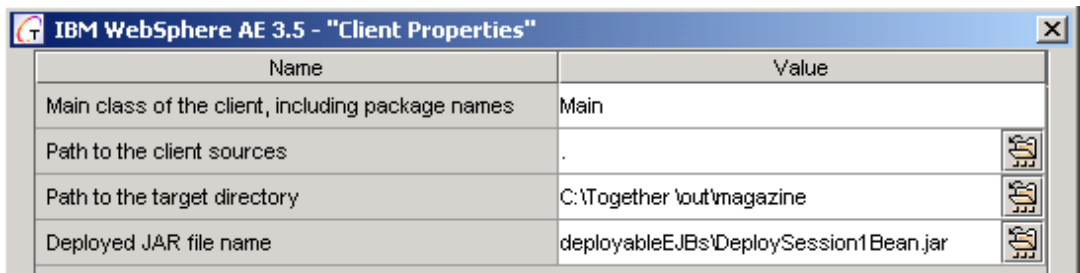 IBM WebSphere AE 3.5 - "Client Properties"
Name Value
Main class of the client, including package names Main
Path to the client sources .
Path to the target directory C:\Together \out\magazine
Deployed JAR file name deployableEJBs\DeploySession1Bean.jar